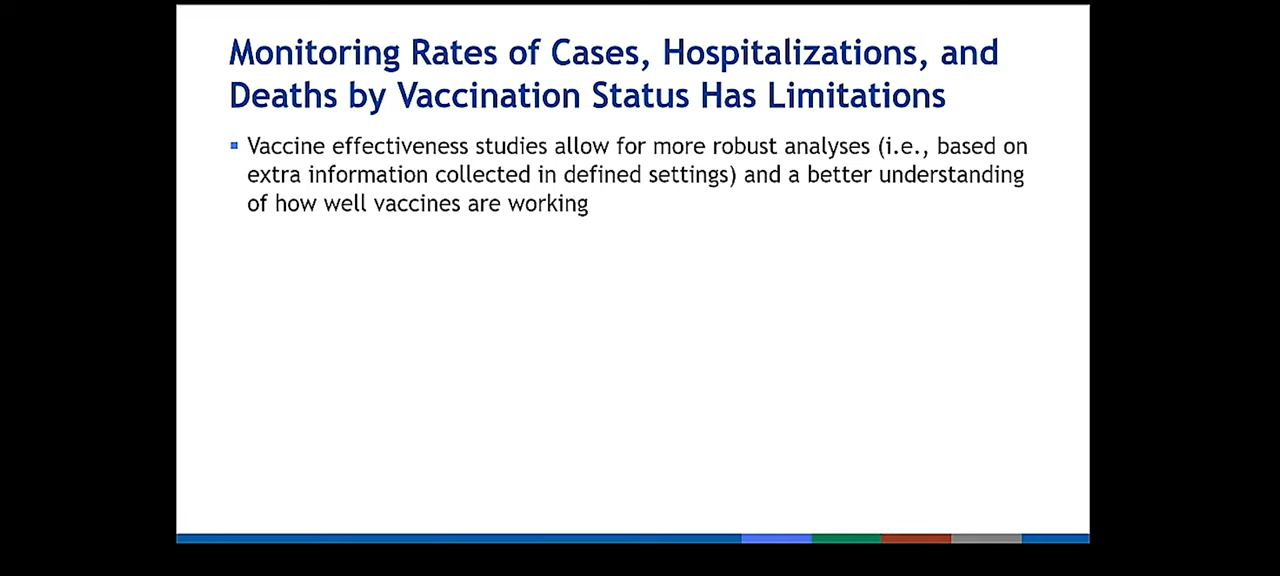 Monitoring Rates of Cases, Hospitalizations, and
Deaths by Vaccination Status Has Limitations
Vaccine effectiveness studies allow for more robust analyses (i.e., based on
extra information collected in defined settings) and a better understanding
of how well vaccines are working